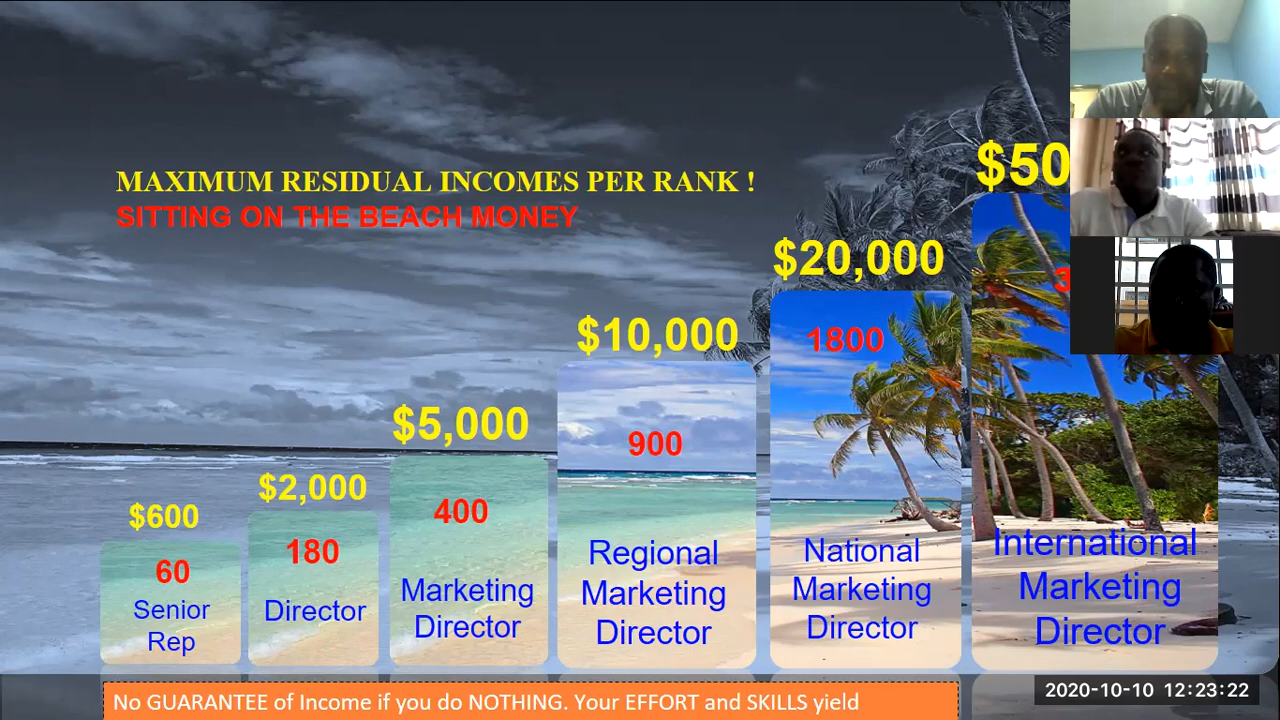 MAXIMUM RESIDUAL INCOMES PER RANK !
SITTING ON THE BEACH MONEY
$600
60
Senior
Rep
$2,000
180
Director
$5,000
400
Marketing
Director
$10,000
900
Regional
Marketing
Director
$20,000
1800
National
Marketing
Director
$50
3
International
Marketing
Director
No GUARANTEE of Income if you do NOTHING. Your EFFORT and SKILLS yield
2020-10-10 12:23:22